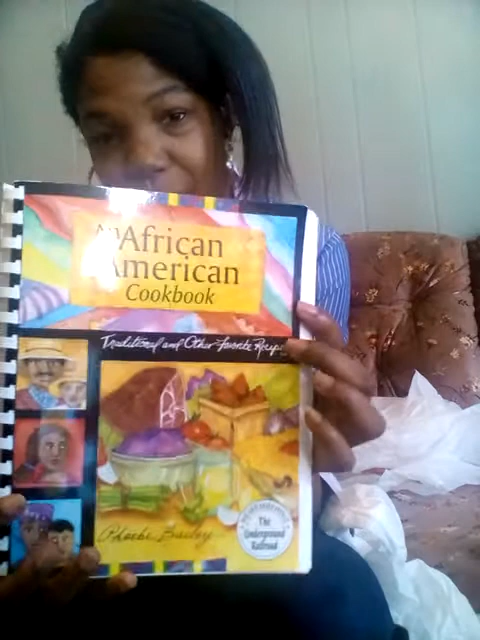 An African
American
Cookbook
Traditional and Other Favorite Recipes
Phoebe Bailey
The
Underground
Railroad